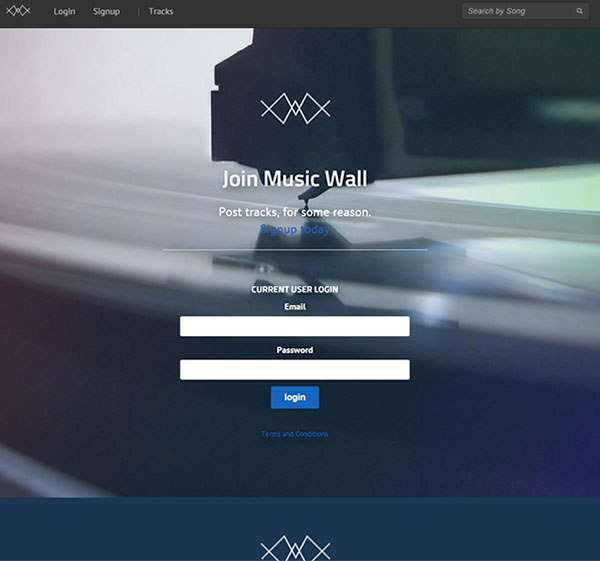 Login Signup | Tracks Search by Song
Join Music Wall
Post tracks, for some reason.
Signup today
CURRENT USER LOGIN
Email
Password
login
Terms and Conditions